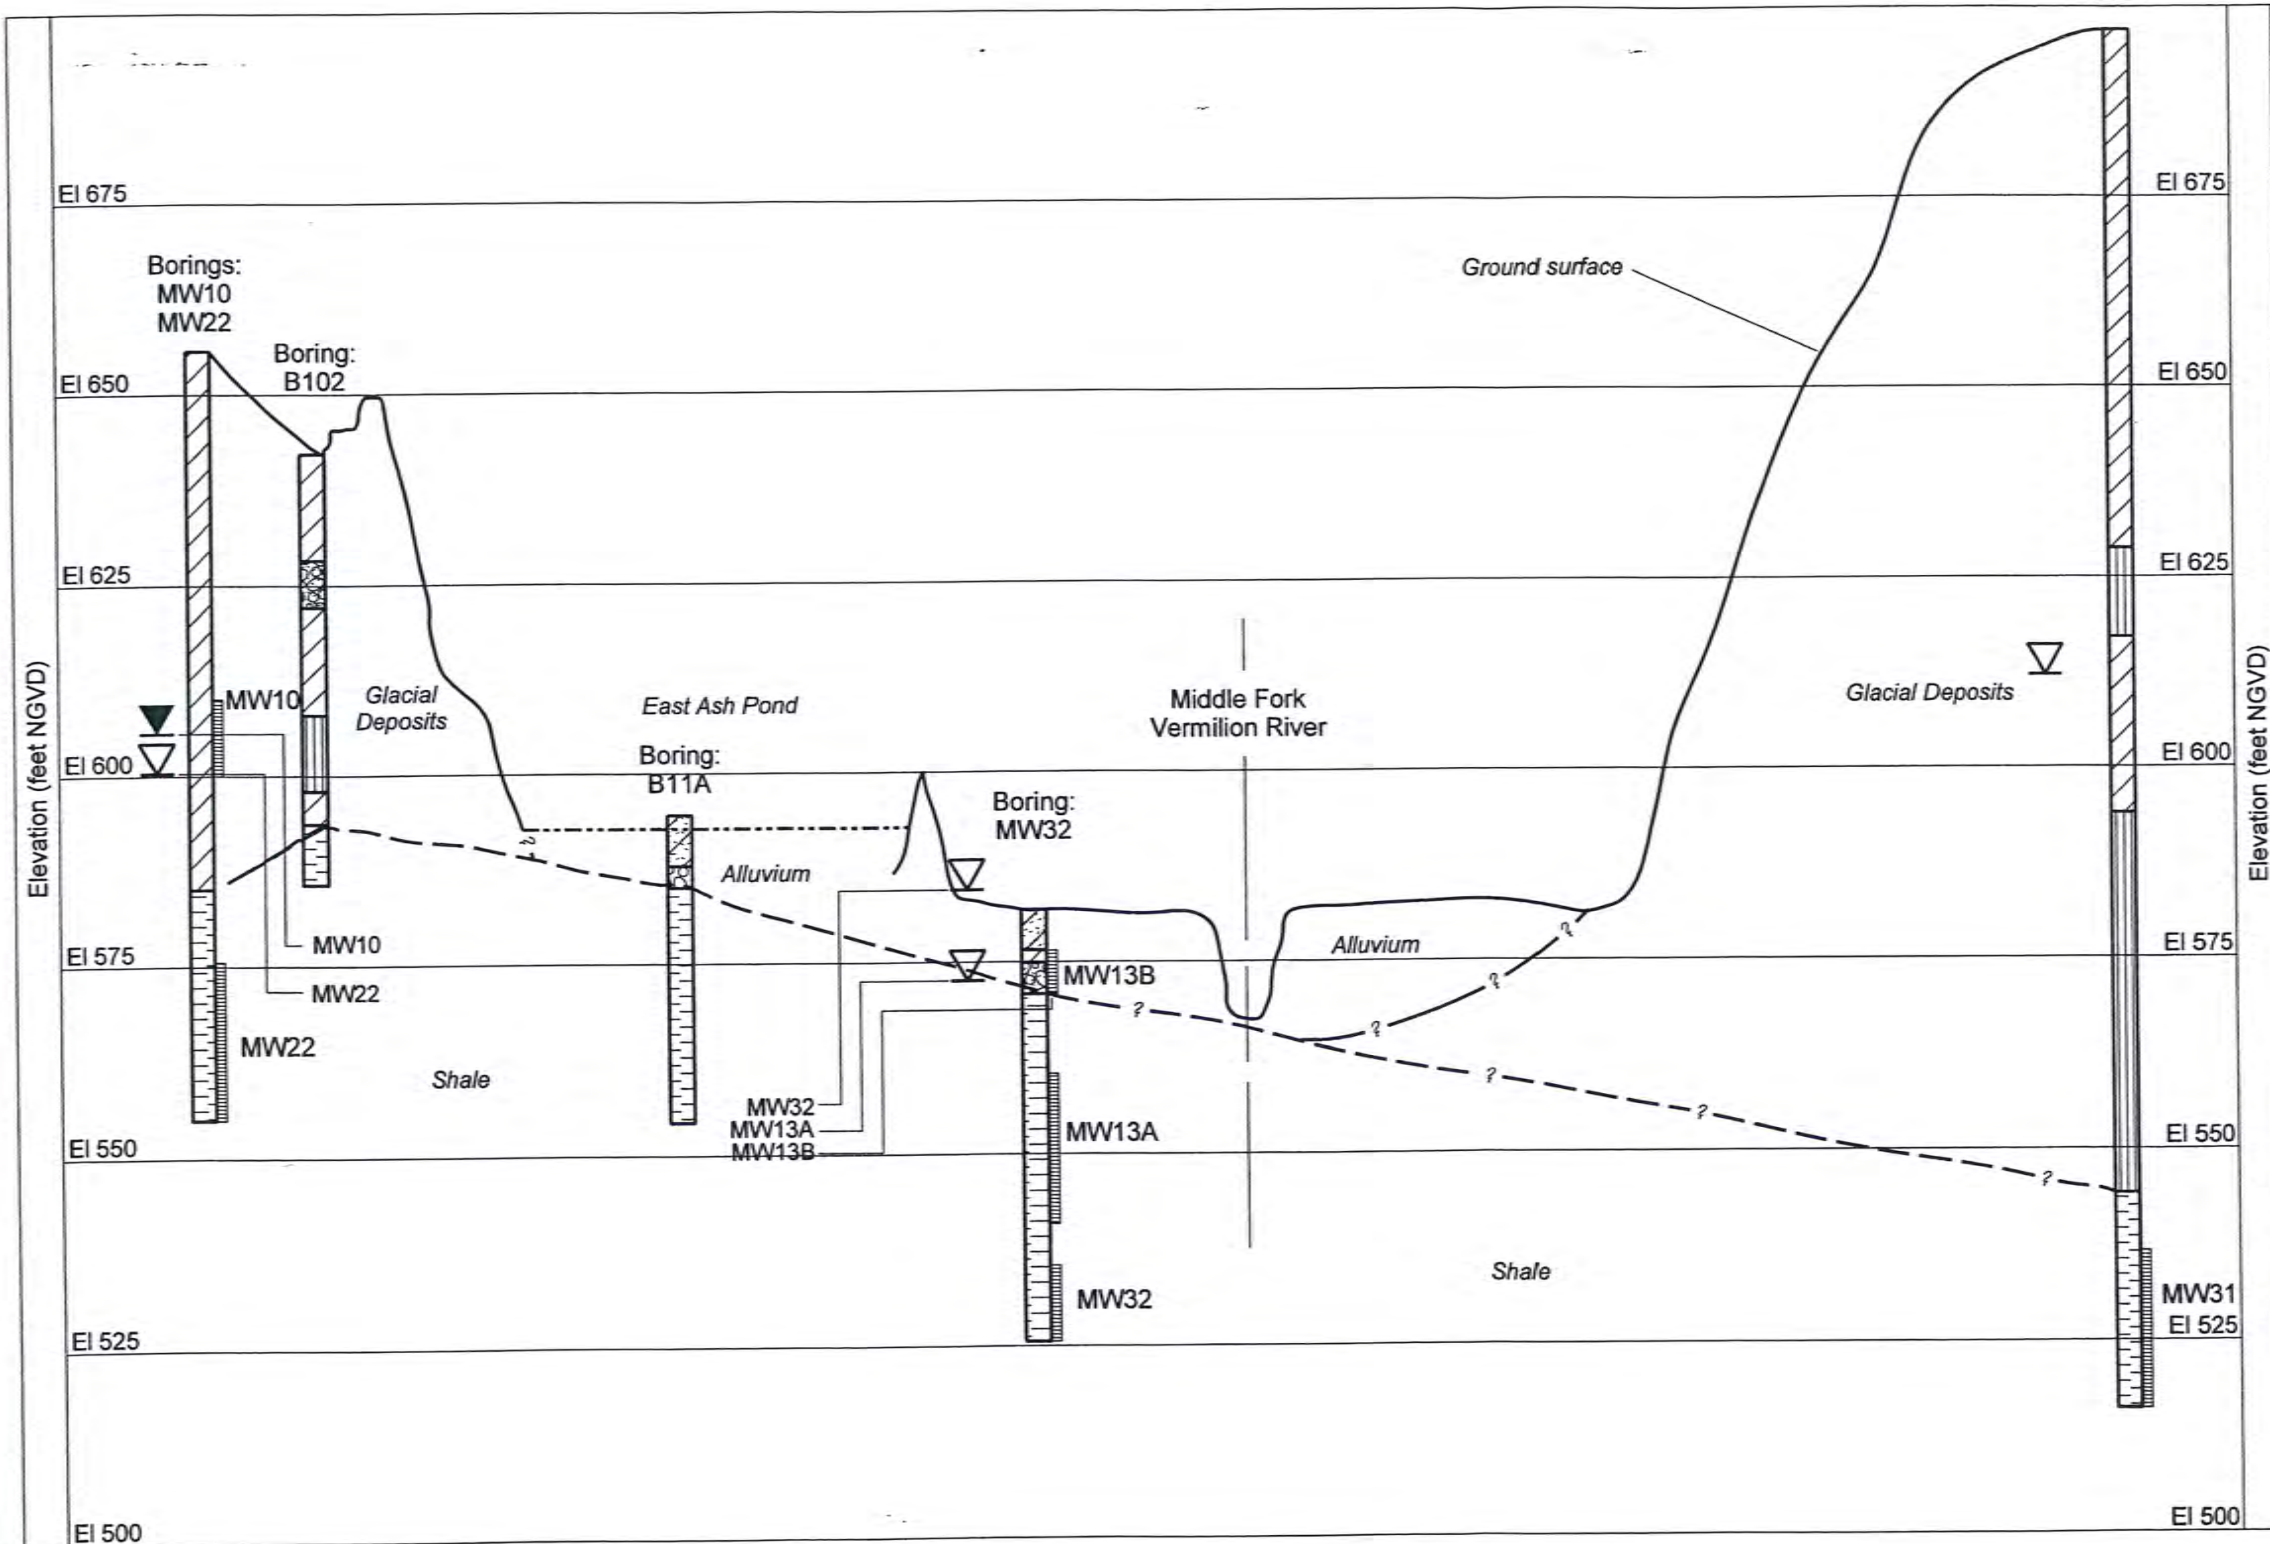 El 675
El 675
Borings:
MW10
MW22
Ground surface
Boring:
B102
El 650
El 650
El 625
El 625
Elevation (feet NGVD)
Elevation (feet NGVD)
MW10
Glacial
Deposits
East Ash Pond
Middle Fork
Vermilion River
Glacial Deposits
El 600
El 600
Boring:
B11A
Boring:
MW32
?
Alluvium
Alluvium
?
MW10
El 575
El 575
MW13B
?
MW22
?
?
MW22
Shale
?
MW32
?
MW13A
MW13A
MW13B
El 550
El 550
?
Shale
MW32
MW31
El 525
El 525
El 500
El 500